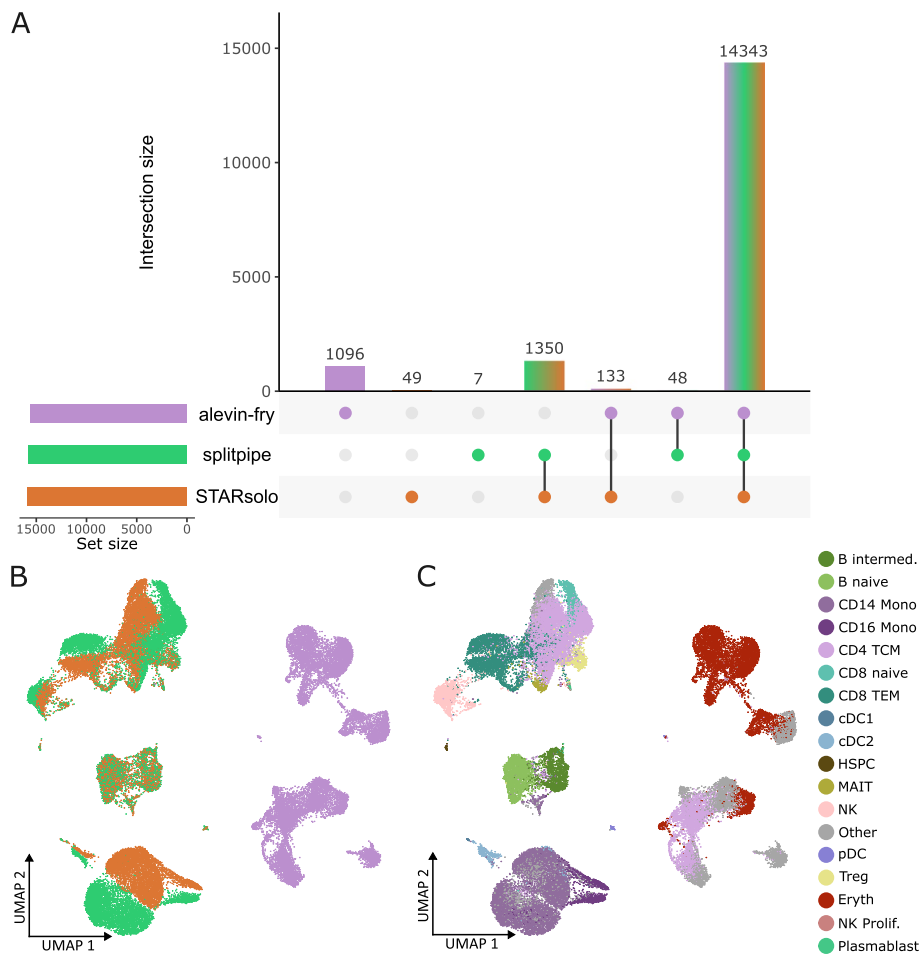 A
Intersection size
15000
10000
5000
0
1096
49
7
1350
133
48
14343
alevin-fry
splitpipe
STARsolo
15000 10000 5000 0
Set size
B
UMAP 2
UMAP 1
C
UMAP 2
UMAP 1
B intermed.
B naive
CD14 Mono
CD16 Mono
CD4 TCM
CD8 naive
CD8 TEM
cDC1
cDC2
HSPC
MAIT
NK
Other
pDC
Treg
Eryth
NK Prolif.
Plasmablast